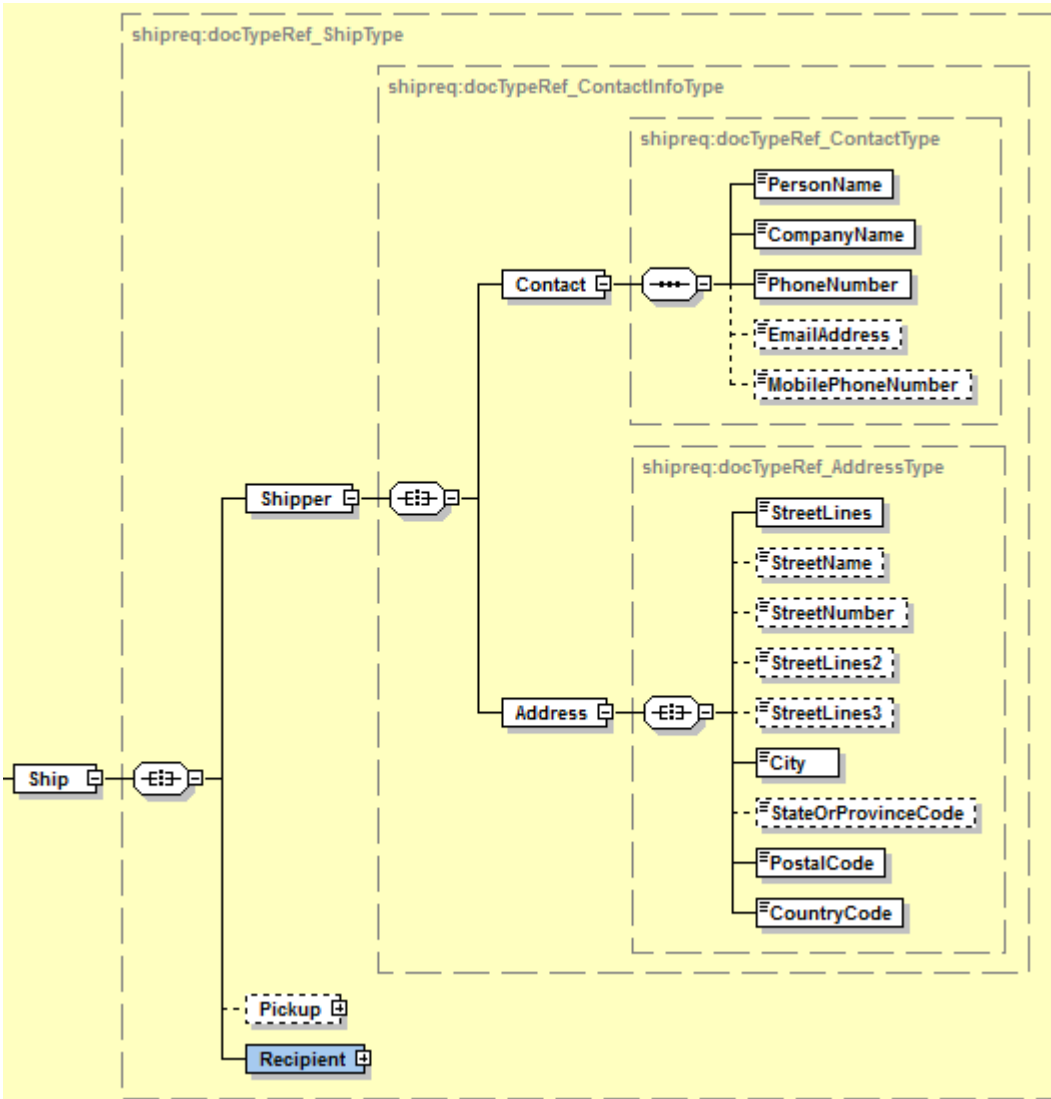 shipreq:docTypeRef_ShipType
shipreq:docTypeRef_ContactInfoType
shipreq:docTypeRef_ContactType
PersonName
CompanyName
Contact
PhoneNumber
EmailAddress
MobilePhoneNumber
shipreq:docTypeRef_AddressType
Shipper
StreetLines
StreetName
StreetNumber
StreetLines2
Address
StreetLines3
City
Ship
StateOrProvinceCode
PostalCode
CountryCode
Pickup
Recipient